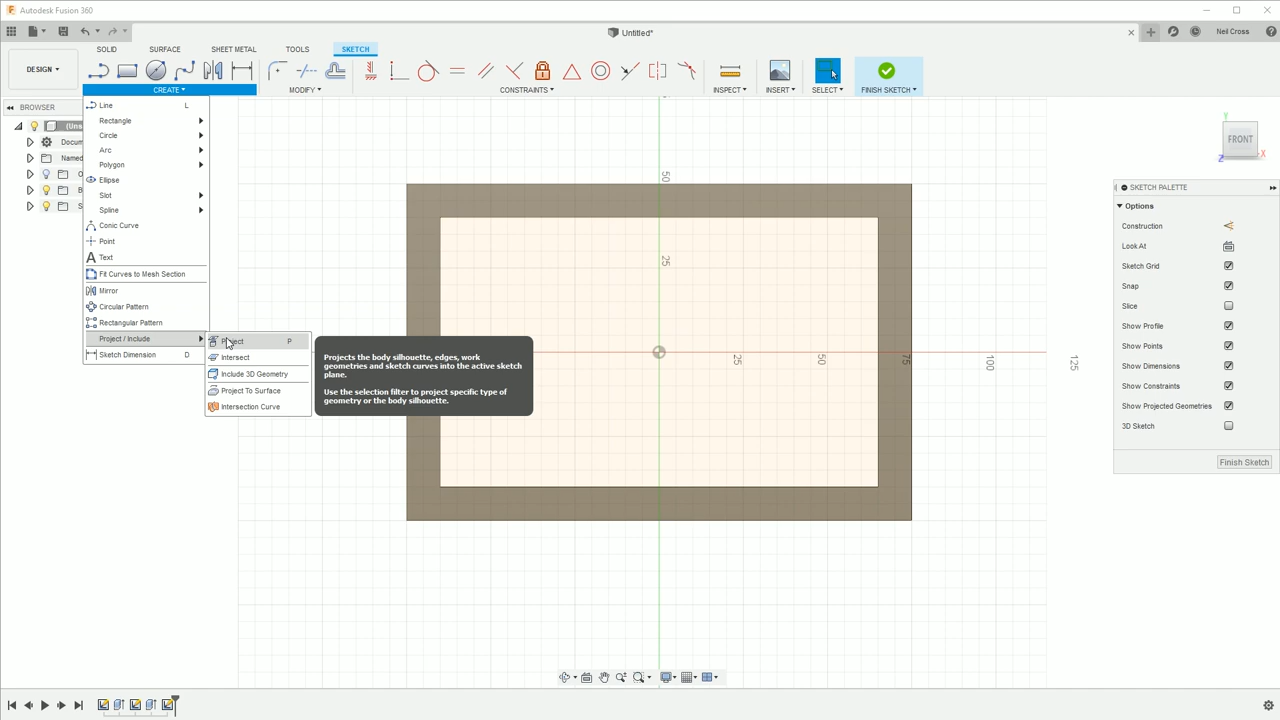 Autodesk Fusion 360
Untitled*
Neil Cross
SOLID
SURFACE
SHEET METAL
TOOLS
SKETCH
DESIGN
CREATE
MODIFY
CONSTRAINTS
INSPECT
INSERT
SELECT
FINISH SKETCH
BROWSER
(Uns
Docum
Named
O
B
S
Line L
Rectangle
Circle
Arc
Polygon
Ellipse
Slot
Spline
Conic Curve
Point
Text
Fit Curves to Mesh Section
Mirror
Circular Pattern
Rectangular Pattern
Project / Include
Sketch Dimension D
Project P
Intersect
Include 3D Geometry
Project To Surface
Intersection Curve
Projects the body silhouette, edges, work
geometries and sketch curves into the active sketch
plane.
Use the selection filter to project specific type of
geometry or the body silhouette.
50
25
25
50
75
100
125
Y
FRONT
X
Z
SKETCH PALETTE
Options
Construction
Look At
Sketch Grid
Snap
Slice
Show Profile
Show Points
Show Dimensions
Show Constraints
Show Projected Geometries
3D Sketch
Finish Sketch